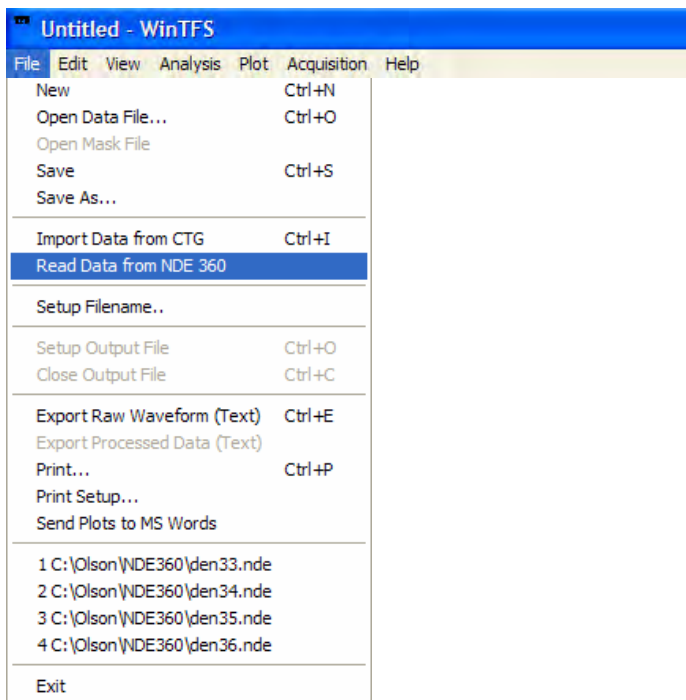 Untitled - WinTFS
File Edit View Analysis Plot Acquisition Help
New Ctrl+N
Open Data File... Ctrl+O
Open Mask File
Save Ctrl+S
Save As...
Import Data from CTG Ctrl+I
Read Data from NDE 360
Setup Filename..
Setup Output File Ctrl+O
Close Output File Ctrl+C
Export Raw Waveform (Text) Ctrl+E
Export Processed Data (Text)
Print... Ctrl+P
Print Setup...
Send Plots to MS Words
1 C:\Olson\NDE360\den33.nde
2 C:\Olson\NDE360\den34.nde
3 C:\Olson\NDE360\den35.nde
4 C:\Olson\NDE360\den36.nde
Exit